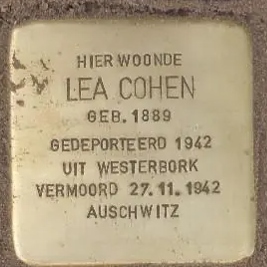 HIER WOONDE
LEA COHEN
GEB. 1889
GEDEPORTEERD 1942
UIT WESTERBORK
VERMOORD 27.11.1942
AUSCHWITZ